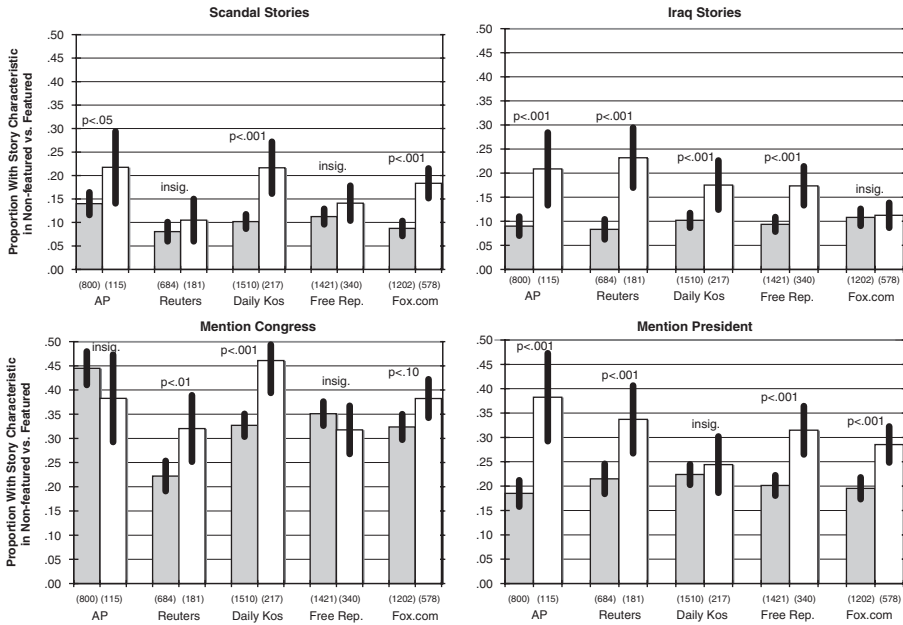 Scandal Stories
Proportion With Story Characteristic
in Non-featured vs. Featured
.50
.45
.40
.35
.30
.25
.20
.15
.10
.05
.00
p<.05
insig.
p<.001
insig.
p<.001
(800) (115) (684) (181) (1510) (217) (1421) (340) (1202) (578)
AP Reuters Daily Kos Free Rep. Fox.com
Iraq Stories
.50
.45
.40
.35
.30
.25
.20
.15
.10
.05
.00
p<.001
p<.001
p<.001
p<.001
insig.
(800) (115) (684) (181) (1510) (217) (1421) (340) (1202) (578)
AP Reuters Daily Kos Free Rep. Fox.com
Mention Congress
Proportion With Story Characteristic
in Non-featured vs. Featured
.50
.45
.40
.35
.30
.25
.20
.15
.10
.05
.00
insig.
p<.01
p<.001
insig.
p<.10
(800) (115) (684) (181) (1510) (217) (1421) (340) (1202) (578)
AP Reuters Daily Kos Free Rep. Fox.com
Mention President
.50
.45
.40
.35
.30
.25
.20
.15
.10
.05
.00
p<.001
p<.001
insig.
p<.001
p<.001
(800) (115) (684) (181) (1510) (217) (1421) (340) (1202) (578)
AP Reuters Daily Kos Free Rep. Fox.com